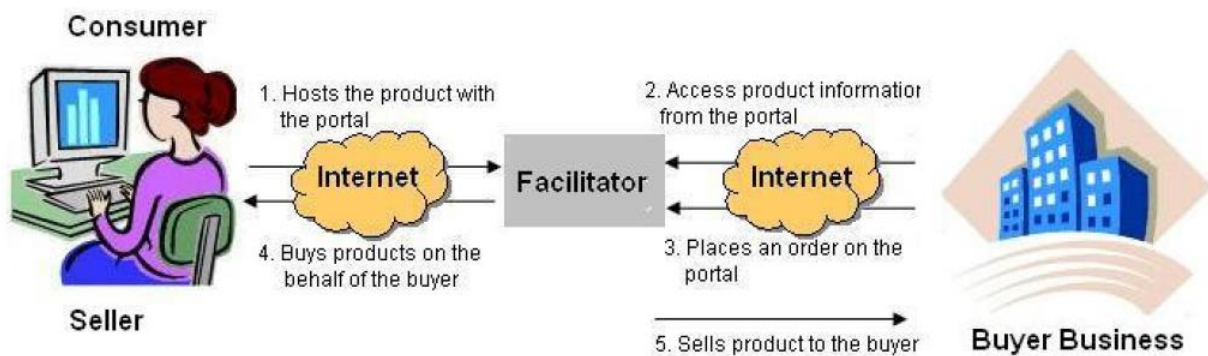 Consumer
1. Hosts the product with
the portal
2. Access product information
from the portal
Internet
Facilitator
Internet
4. Buys products on the
behalf of the buyer
3. Places an order on the
portal
Seller
5. Sells product to the buyer
Buyer Business